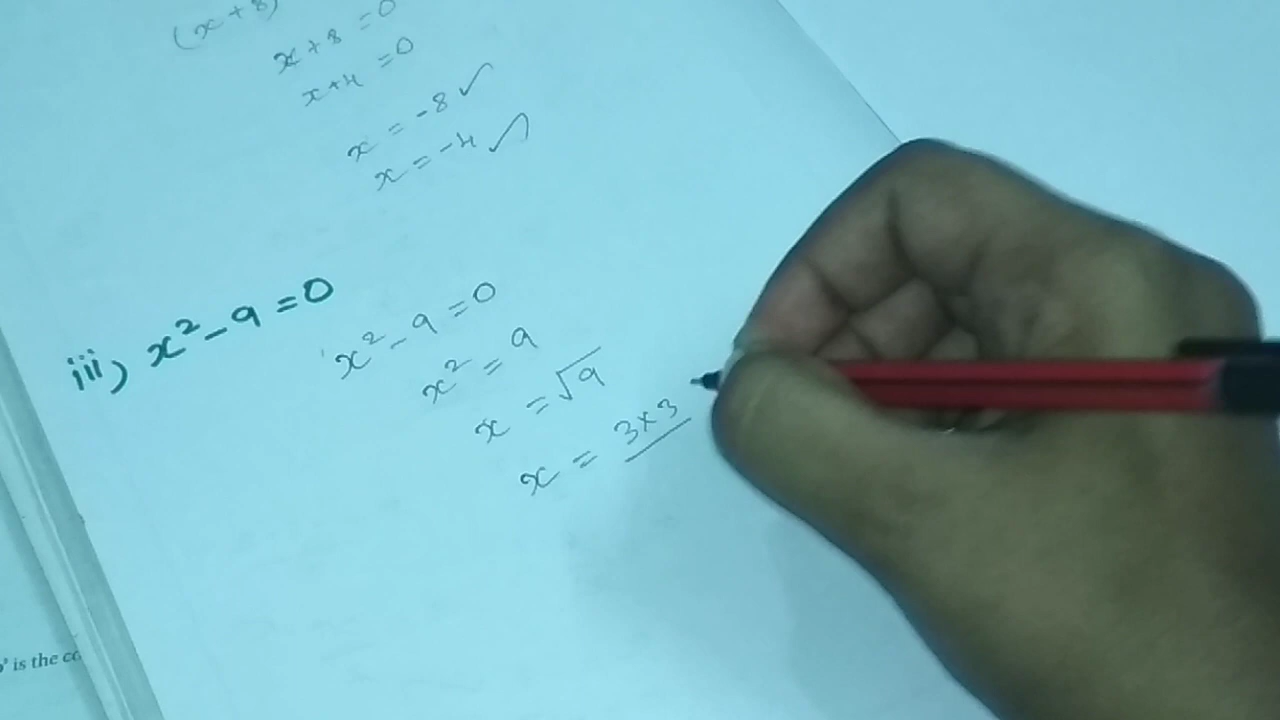 (x+8)
x+8 =0
x+4 =0
x = -8 ✓
x = -4 ✓
iii) x²-9=0
x²-9=0
x² = 9
x = √9
x = 3×3
is the